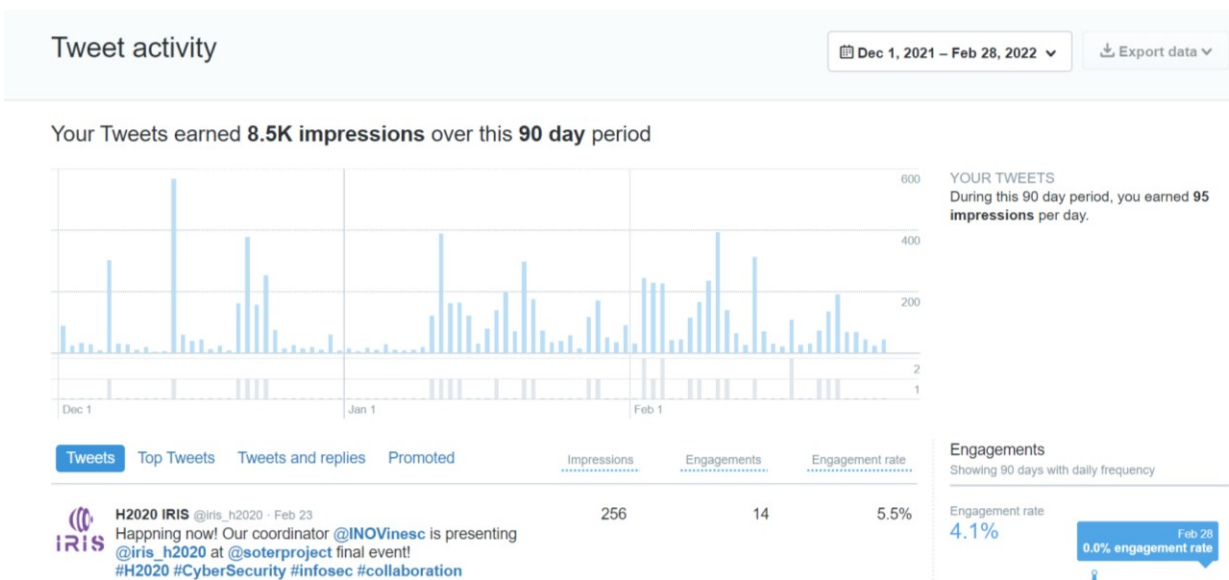 Tweet activity
Dec 1, 2021 – Feb 28, 2022
Export data
Your Tweets earned 8.5K impressions over this 90 day period
600
400
200
2
1
Dec 1
Jan 1
Feb 1
YOUR TWEETS
During this 90 day period, you earned 95
impressions per day.
Tweets Top Tweets Tweets and replies Promoted Impressions Engagements Engagement rate
IRIS
H2020 IRIS @iris_h2020 · Feb 23 256 14 5.5%
Happning now! Our coordinator @INOVinesc is presenting
@iris_h2020 at @soterproject final event!
#H2020 #CyberSecurity #infosec #collaboration
Engagements
Showing 90 days with daily frequency
Engagement rate
4.1%
Feb 28
0.0% engagement rate